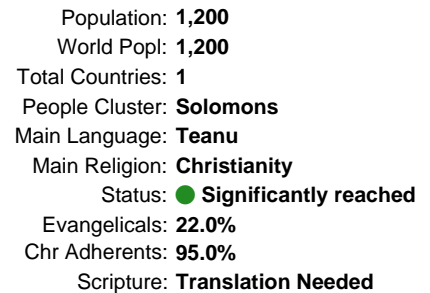 Population: 1,200
World Popl: 1,200
Total Countries: 1
People Cluster: Solomons
Main Language: Teanu
Main Religion: Christianity
Status: Significantly reached
Evangelicals: 22.0%
Chr Adherents: 95.0%
Scripture: Translation Needed